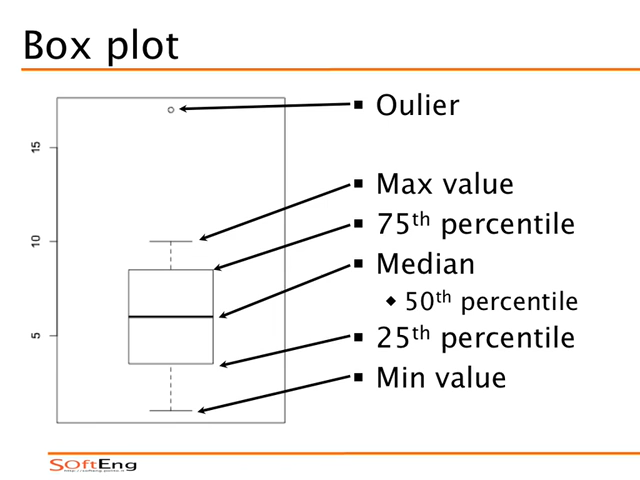 Box plot
Oulier
15
Max value
75th percentile
10
Median
50th percentile
5
25th percentile
Min value
SOftEng